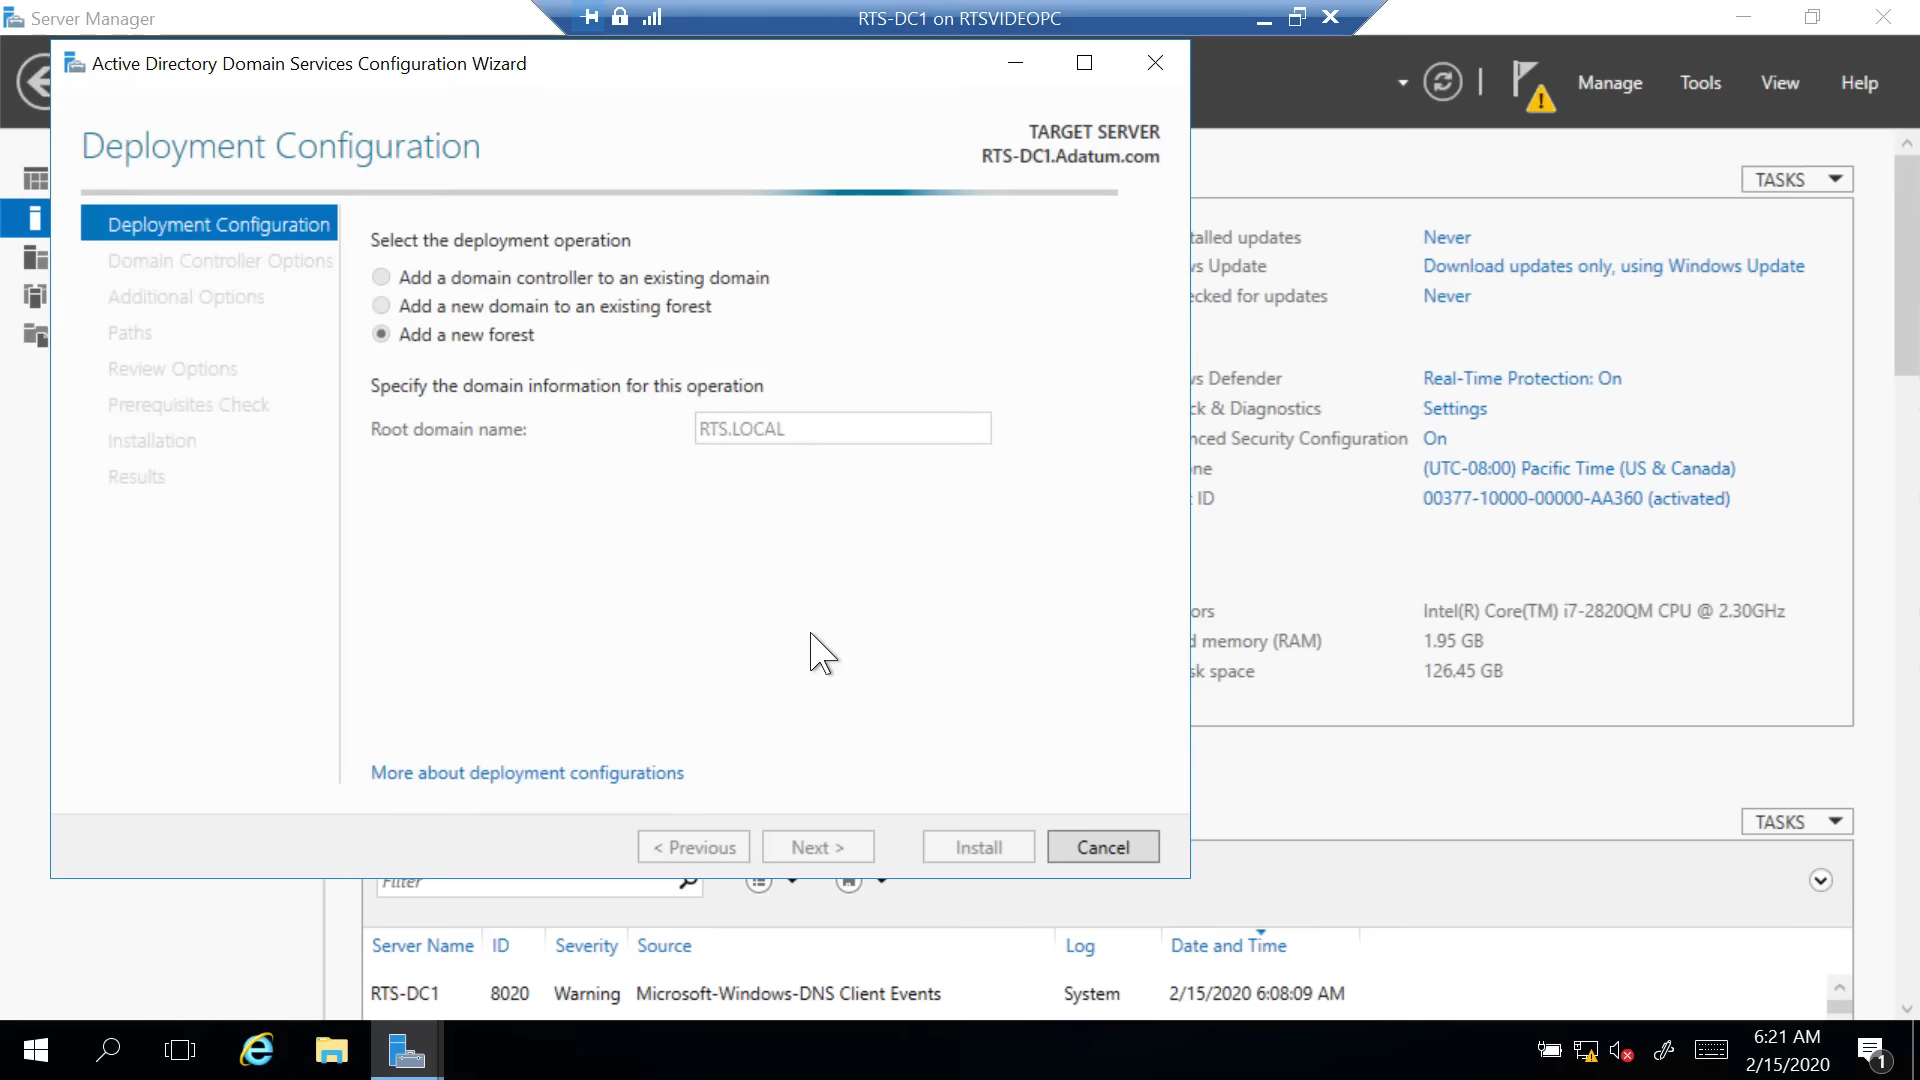 Server Manager
RTS-DC1 on RTSVIDEOPC
Active Directory Domain Services Configuration Wizard
Manage
Tools
View
Help
Deployment Configuration
TARGET SERVER
RTS-DC1.Adatum.com
Deployment Configuration
Domain Controller Options
Additional Options
Paths
Review Options
Prerequisites Check
Installation
Results
Select the deployment operation
Add a domain controller to an existing domain
Add a new domain to an existing forest
Add a new forest
Specify the domain information for this operation
Root domain name:
RTS.LOCAL
More about deployment configurations
< Previous
Next >
Install
Cancel
TASKS
talled updates
Never
vs Update
Download updates only, using Windows Update
ecked for updates
Never
vs Defender
Real-Time Protection: On
ck & Diagnostics
Settings
nced Security Configuration
On
one
(UTC-08:00) Pacific Time (US & Canada)
t ID
00377-10000-00000-AA360 (activated)
ors
Intel(R) Core(TM) i7-2820QM CPU @ 2.30GHz
d memory (RAM)
1.95 GB
sk space
126.45 GB
TASKS
Filter
Server Name
ID
Severity
Source
Log
Date and Time
RTS-DC1
8020
Warning
Microsoft-Windows-DNS Client Events
System
2/15/2020 6:08:09 AM
6:21 AM
2/15/2020
1